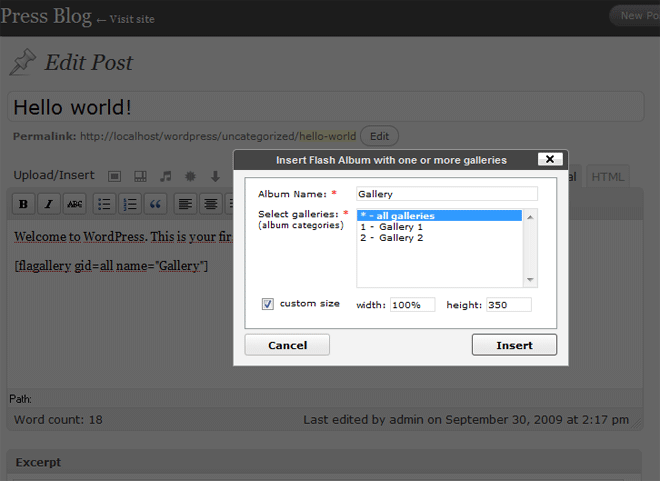 Press Blog ← Visit site
New Po
Edit Post
Hello world!
Permalink: http://localhost/wordpress/uncategorized/hello-world Edit
Upload/Insert
al HTML
B I ABC
Welcome to WordPress. This is your fir
[flagallery gid=all name="Gallery"]
Insert Flash Album with one or more galleries X
Album Name: * Gallery
Select galleries: *
(album categories)
* - all galleries
1 - Gallery 1
2 - Gallery 2
custom size width: 100% height: 350
Cancel Insert
Path:
Word count: 18 Last edited by admin on September 30, 2009 at 2:17 pm
Excerpt